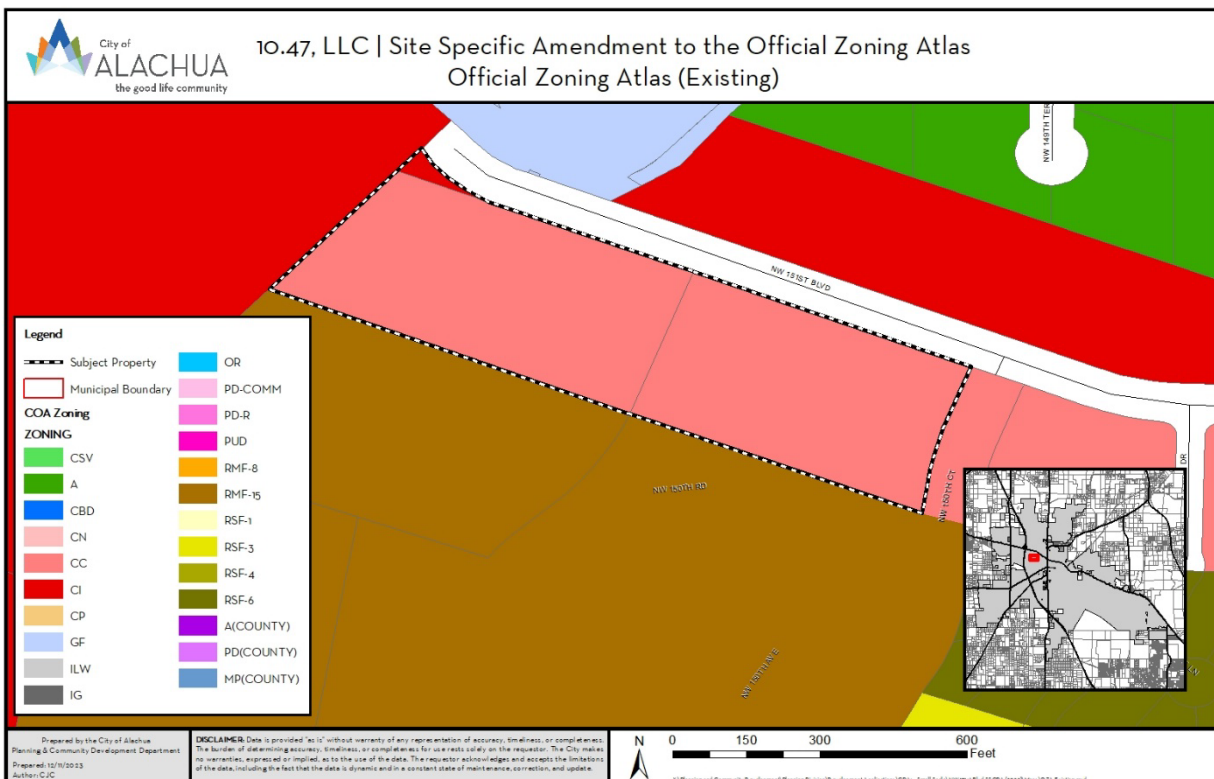 City of
ALACHUA
the good life community
10.47, LLC | Site Specific Amendment to the Official Zoning Atlas
Official Zoning Atlas (Existing)
NW 149TH TER
NW 151ST BLVD
NW 150TH RD
NW 150TH CT
DR
NW 150TH AVE
LN
Legend
Subject Property
Municipal Boundary
COA Zoning
ZONING
CSV
A
CBD
CN
CC
CI
CP
GF
ILW
IG
OR
PD-COMM
PD-R
PUD
RMF-8
RMF-15
RSF-1
RSF-3
RSF-4
RSF-6
A(COUNTY)
PD(COUNTY)
MP(COUNTY)
Prepared by the City of Alachua
Planning & Community Development Department
Prepared: 12/11/2023
Author: CJC
DISCLAIMER: Data is provided "as is" without warranty of any representation of accuracy, timeliness, or completeness.
The burden of determining accuracy, timeliness, or completeness for use rests solely on the requestor. The City makes
no warranties, expressed or implied, as to the use of the data. The requestor acknowledges and accepts the limitations
of the data, including the fact that the data is dynamic and in a constant state of maintenance, correction, and update.
N
0 150 300 600
Feet